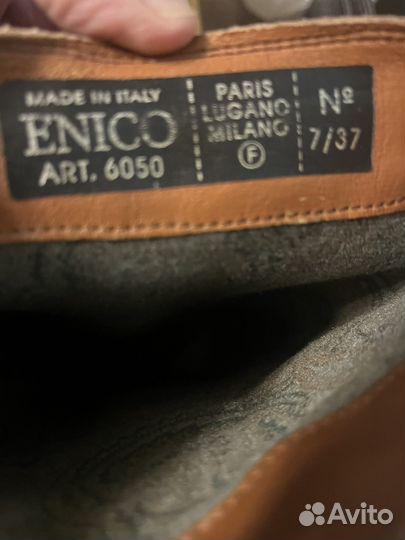 MADE IN ITALY
ENICO
ART. 6050
PARIS
LUGANO
MILANO
F
Nº
7/37
Avito